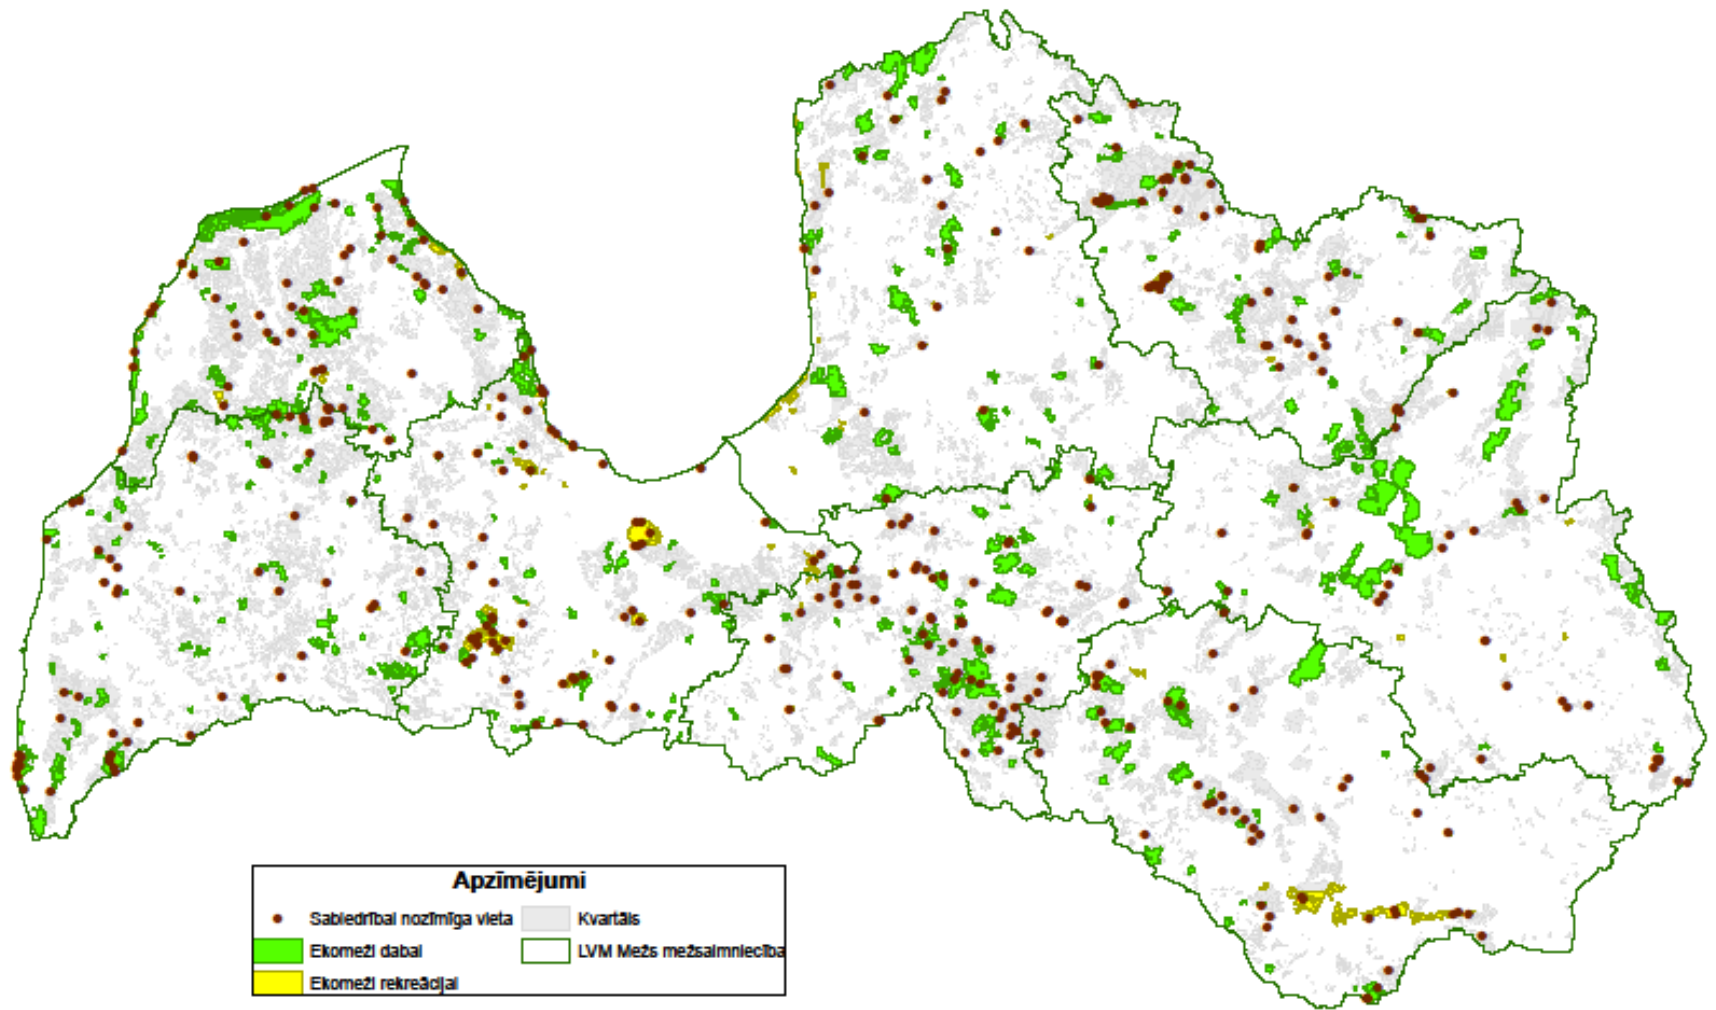 Apzīmējumi
Sabiedrībai nozīmīga vieta
Kvartāls
Ekomeži dabai
LVM Mežs mežsaimniecība
Ekomeži rekreācijai